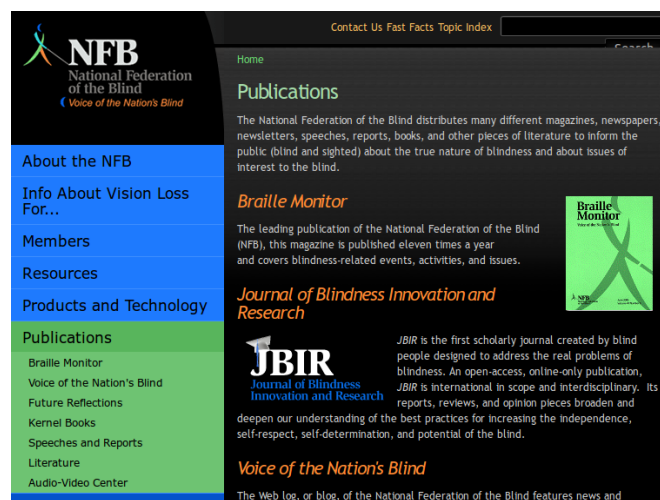 Contact Us Fast Facts Topic Index
NFB
National Federation
of the Blind
Voice of the Nation's Blind
About the NFB
Info About Vision Loss
For...
Members
Resources
Products and Technology
Publications
Braille Monitor
Voice of the Nation's Blind
Future Reflections
Kernel Books
Speeches and Reports
Literature
Audio-Video Center
Home
Publications
The National Federation of the Blind distributes many different magazines, newspapers,
newsletters, speeches, reports, books, and other pieces of literature to inform the
public (blind and sighted) about the true nature of blindness and about issues of
interest to the blind.
Braille Monitor
The leading publication of the National Federation of the Blind
(NFB), this magazine is published eleven times a year
and covers blindness-related events, activities, and issues.
Braille
Monitor
Voice of the Nation's Blind
NFB
Journal of Blindness Innovation and
Research
JBIR
Journal of Blindness
Innovation and Research
JBIR is the first scholarly journal created by blind
people designed to address the real problems of
blindness. An open-access, online-only publication,
JBIR is international in scope and interdisciplinary. Its
reports, reviews, and opinion pieces broaden and
deepen our understanding of the best practices for increasing the independence,
self-respect, self-determination, and potential of the blind.
Voice of the Nation's Blind
The Web log, or blog, of the National Federation of the Blind features news and